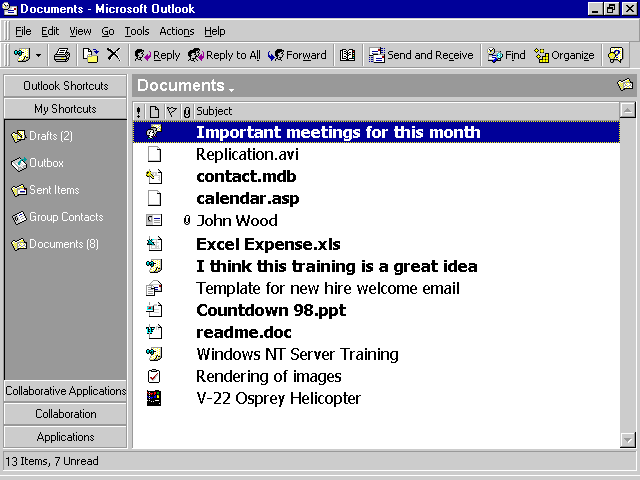 Documents - Microsoft Outlook
File Edit View Go Tools Actions Help
Reply Reply to All Forward Send and Receive Find Organize
Outlook Shortcuts
My Shortcuts
Drafts (2)
Outbox
Sent Items
Group Contacts
Documents (8)
Collaborative Applications
Collaboration
Applications
Documents
! Subject
Important meetings for this month
Replication.avi
contact.mdb
calendar.asp
John Wood
Excel Expense.xls
I think this training is a great idea
Template for new hire welcome email
Countdown 98.ppt
readme.doc
Windows NT Server Training
Rendering of images
V-22 Osprey Helicopter
13 Items, 7 Unread